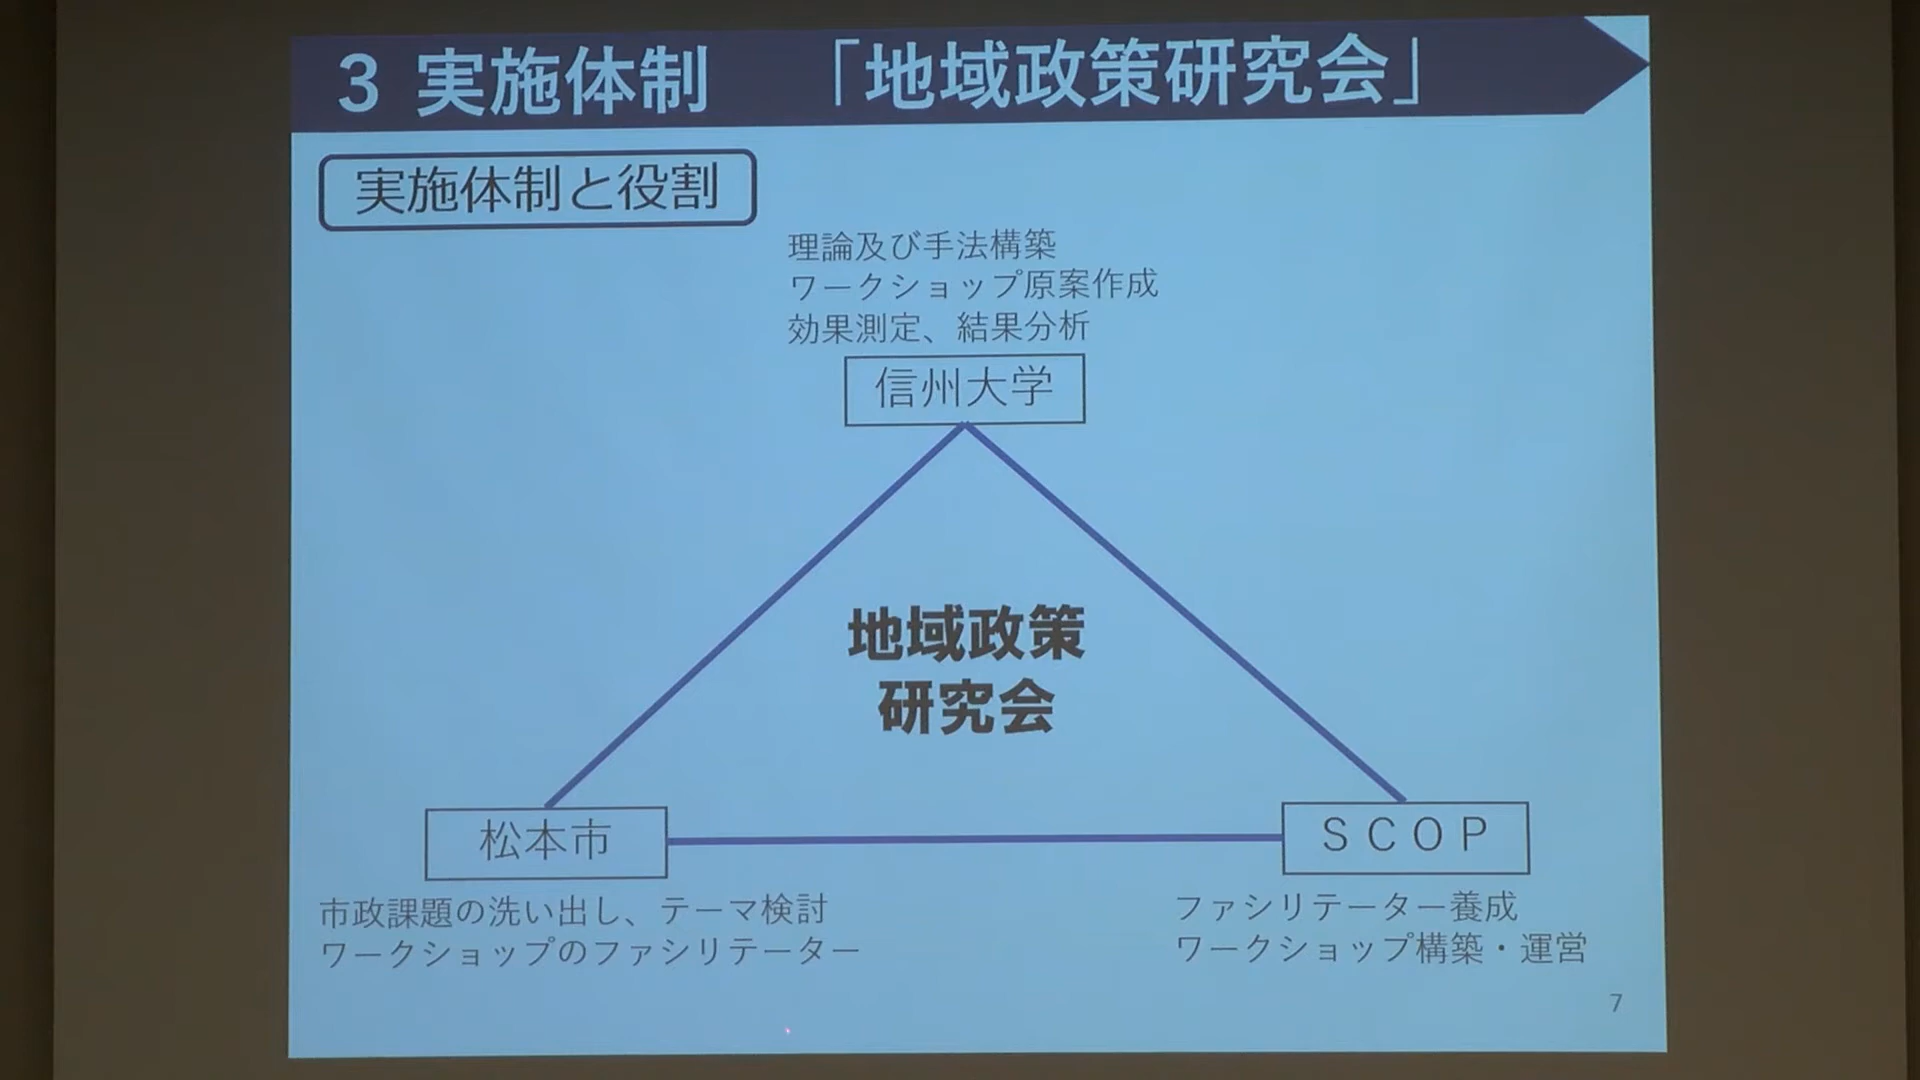 3 実施体制 「地域政策研究会」
実施体制と役割
理論及び手法構築
ワークショップ原案作成
効果測定、結果分析
信州大学
地域政策
研究会
松本市
SCOP
市政課題の洗い出し、テーマ検討
ワークショップのファシリテーター
ファシリテーター養成
ワークショップ構築・運営
7